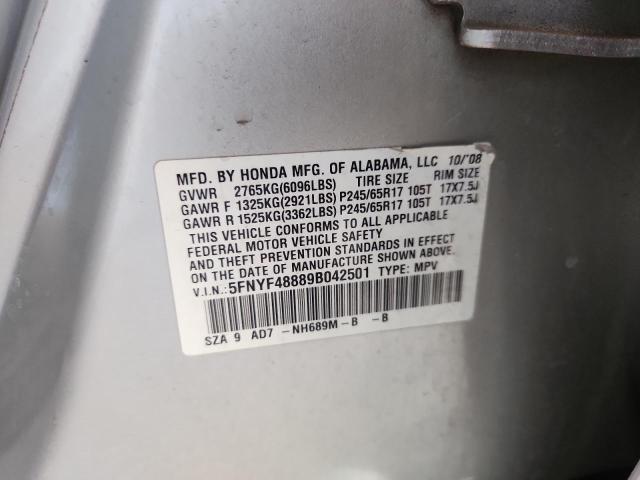 MFD. BY HONDA MFG. OF ALABAMA, LLC 10/'08
GVWR 2765KG(6096LBS) TIRE SIZE RIM SIZE
GAWR F 1325KG(2921LBS) P245/65R17 105T 17X7.5J
GAWR R 1525KG(3362LBS) P245/65R17 105T 17X7.5J
THIS VEHICLE CONFORMS TO ALL APPLICABLE
FEDERAL MOTOR VEHICLE SAFETY
AND THEFT PREVENTION STANDARDS IN EFFECT
ON THE DATE OF MANUFACTURE SHOWN ABOVE.
V.I.N.: 5FNYF48889B042501 TYPE: MPV
SZA 9 AD7 -NH689M-B -B